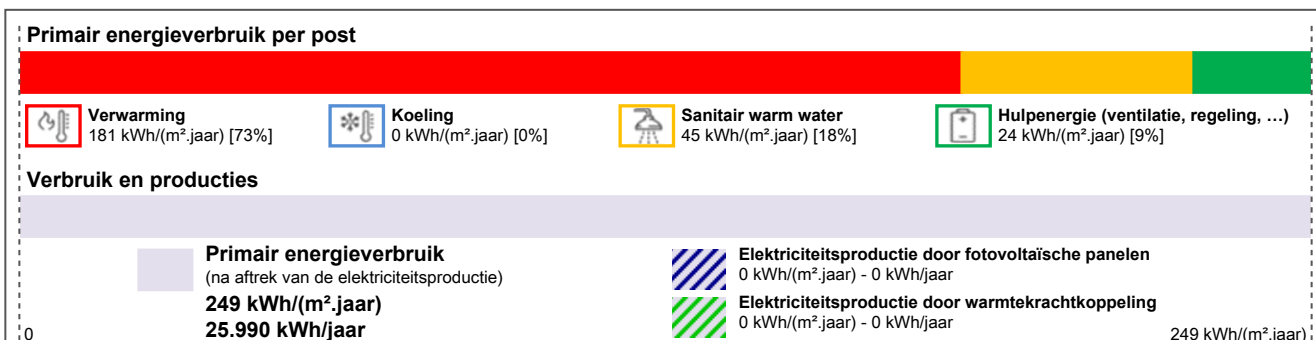 Primair energieverbruik per post
Verwarming
181 kWh/(m².jaar) [73%]
Koeling
0 kWh/(m².jaar) [0%]
Sanitair warm water
45 kWh/(m².jaar) [18%]
Hulpenergie (ventilatie, regeling, …)
24 kWh/(m².jaar) [9%]
Verbruik en producties
Primair energieverbruik
(na aftrek van de elektriciteitsproductie)
249 kWh/(m².jaar)
25.990 kWh/jaar
Elektriciteitsproductie door fotovoltaïsche panelen
0 kWh/(m².jaar) - 0 kWh/jaar
Elektriciteitsproductie door warmtekrachtkoppeling
0 kWh/(m².jaar) - 0 kWh/jaar
0
249 kWh/(m².jaar)